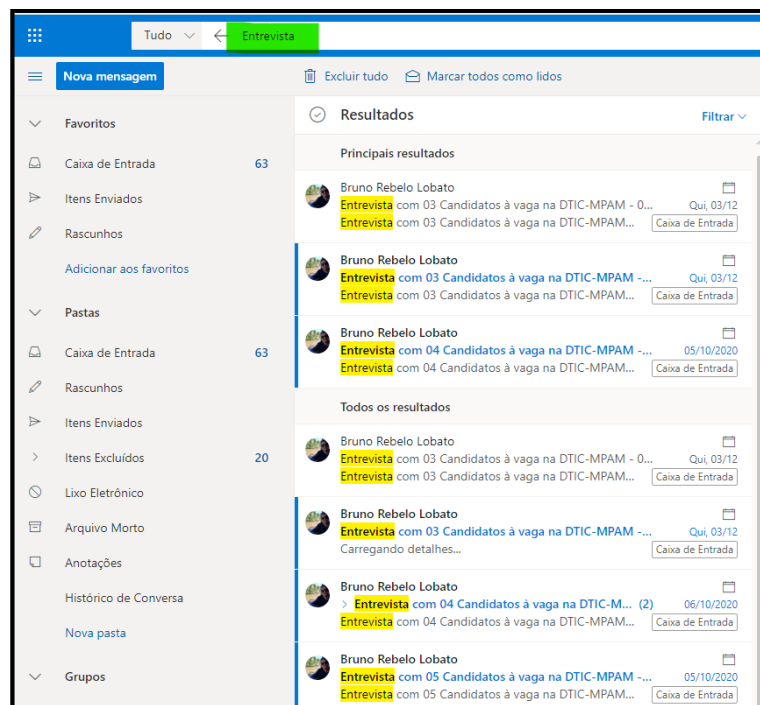 Tudo Entrevista
Nova mensagem Excluir tudo Marcar todos como lidos
Favoritos
Caixa de Entrada 63
Itens Enviados
Rascunhos
Adicionar aos favoritos
Pastas
Caixa de Entrada 63
Rascunhos
Itens Enviados
Itens Excluídos 20
Lixo Eletrônico
Arquivo Morto
Anotações
Histórico de Conversa
Nova pasta
Grupos
Resultados Filtrar
Principais resultados
Bruno Rebelo Lobato
Entrevista com 03 Candidatos à vaga na DTIC-MPAM - 0... Qui, 03/12
Entrevista com 03 Candidatos à vaga na DTIC-MPAM... Caixa de Entrada
Bruno Rebelo Lobato
Entrevista com 03 Candidatos à vaga na DTIC-MPAM -... Qui, 03/12
Entrevista com 03 Candidatos à vaga na DTIC-MPAM... Caixa de Entrada
Bruno Rebelo Lobato
Entrevista com 04 Candidatos à vaga na DTIC-MPAM -... 05/10/2020
Entrevista com 04 Candidatos à vaga na DTIC-MPAM... Caixa de Entrada
Todos os resultados
Bruno Rebelo Lobato
Entrevista com 03 Candidatos à vaga na DTIC-MPAM - 0... Qui, 03/12
Entrevista com 03 Candidatos à vaga na DTIC-MPAM... Caixa de Entrada
Bruno Rebelo Lobato
Entrevista com 03 Candidatos à vaga na DTIC-MPAM -... Qui, 03/12
Carregando detalhes... Caixa de Entrada
Bruno Rebelo Lobato
Entrevista com 04 Candidatos à vaga na DTIC-M... (2) 06/10/2020
Entrevista com 04 Candidatos à vaga na DTIC-MPAM... Caixa de Entrada
Bruno Rebelo Lobato
Entrevista com 05 Candidatos à vaga na DTIC-MPAM -... 05/10/2020
Entrevista com 05 Candidatos à vaga na DTIC-MPAM... Caixa de Entrada